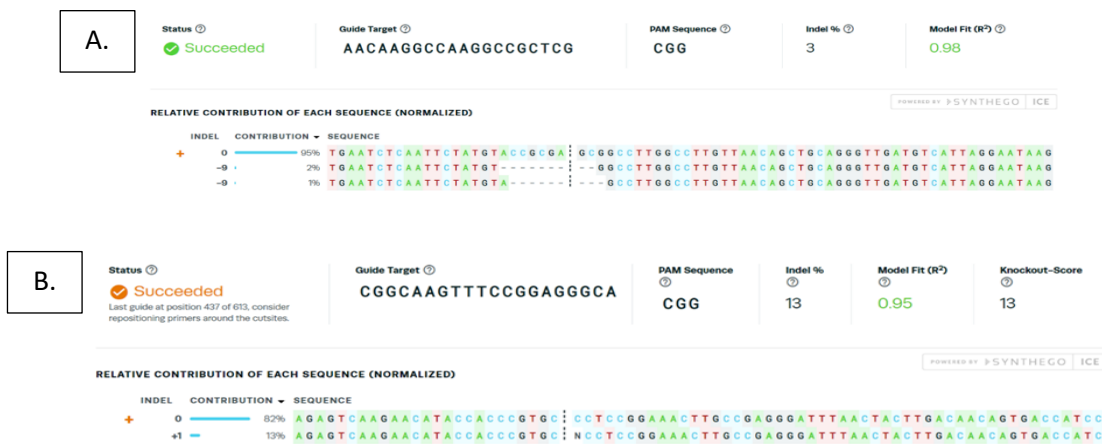 A.
Status Guide Target PAM Sequence Indel % Model Fit (R²)
Succeeded AACAAGGCCAAGGCCGCTCG CGG 3 0.98
POWERED BY SYNTHEGO ICE
RELATIVE CONTRIBUTION OF EACH SEQUENCE (NORMALIZED)
INDEL CONTRIBUTION SEQUENCE
+ 0 95% TGAATCTCAATTCTATGTACCGCGA GCGGCCTTGGCCTTGTTAACAGCTGCAGGGTTGATGTCATTAGGAATAAG
-9 2% TGAATCTCAATTCTATGT------- --GGCCTTGGCCTTGTTAACAGCTGCAGGGTTGATGTCATTAGGAATAAG
-9 1% TGAATCTCAATTCTATGTA------ ---GCCTTGGCCTTGTTAACAGCTGCAGGGTTGATGTCATTAGGAATAAG
B.
Status Guide Target PAM Sequence Indel % Model Fit (R²) Knockout-Score
Succeeded CGGCAAGTTTCCGGAGGGCA CGG 13 0.95 13
Last guide at position 437 of 613, consider
repositioning primers around the cutsites.
POWERED BY SYNTHEGO ICE
RELATIVE CONTRIBUTION OF EACH SEQUENCE (NORMALIZED)
INDEL CONTRIBUTION SEQUENCE
+ 0 82% AGAGTCAAGAACATACCACCCGTGC CCTCCGGAAACTTGCCGAGGGATTTAACTACTTGACAACAGTGACCATCC
+1 13% AGAGTCAAGAACATACCACCCGTGC NCCTCCGGAAACTTGCCGAGGGATTTAACTACTTGACAACAGTGACCATC